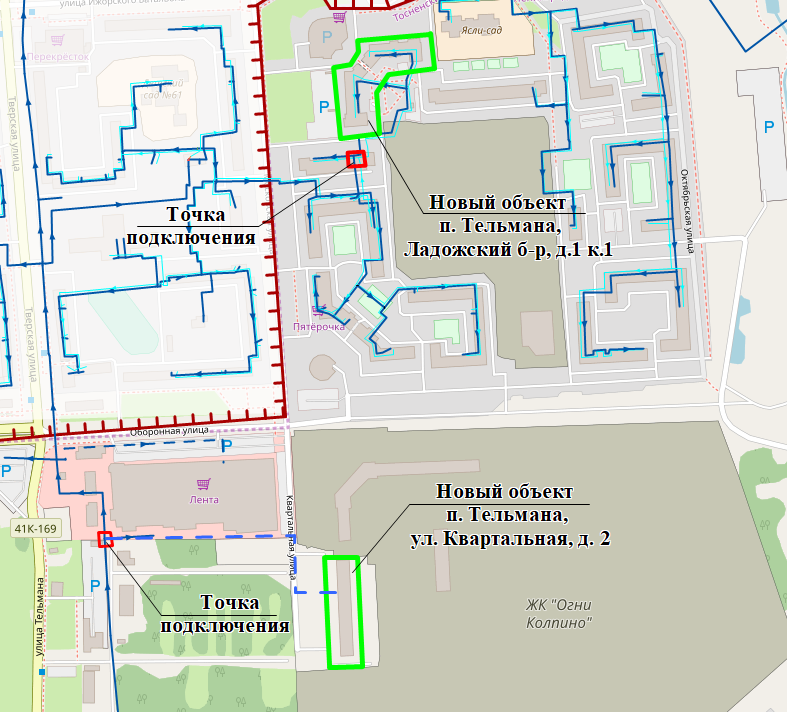 улица Ижорского Батальона
Тосненск
Перекресток
P
Ясли-сад
сад №61
P
P
Тверская улица
Октябрьская улица
Новый объект
п. Тельмана,
Ладожский б-р, д.1 к.1
Точка
подключения
Пятёрочка
Тверская улица
Оборонная улица
P
P
Лента
41К-169
Квартальная улица
Новый объект
п. Тельмана,
ул. Квартальная, д. 2
P
улица Тельмана
Точка
подключения
ЖК "Огни
Колпино"